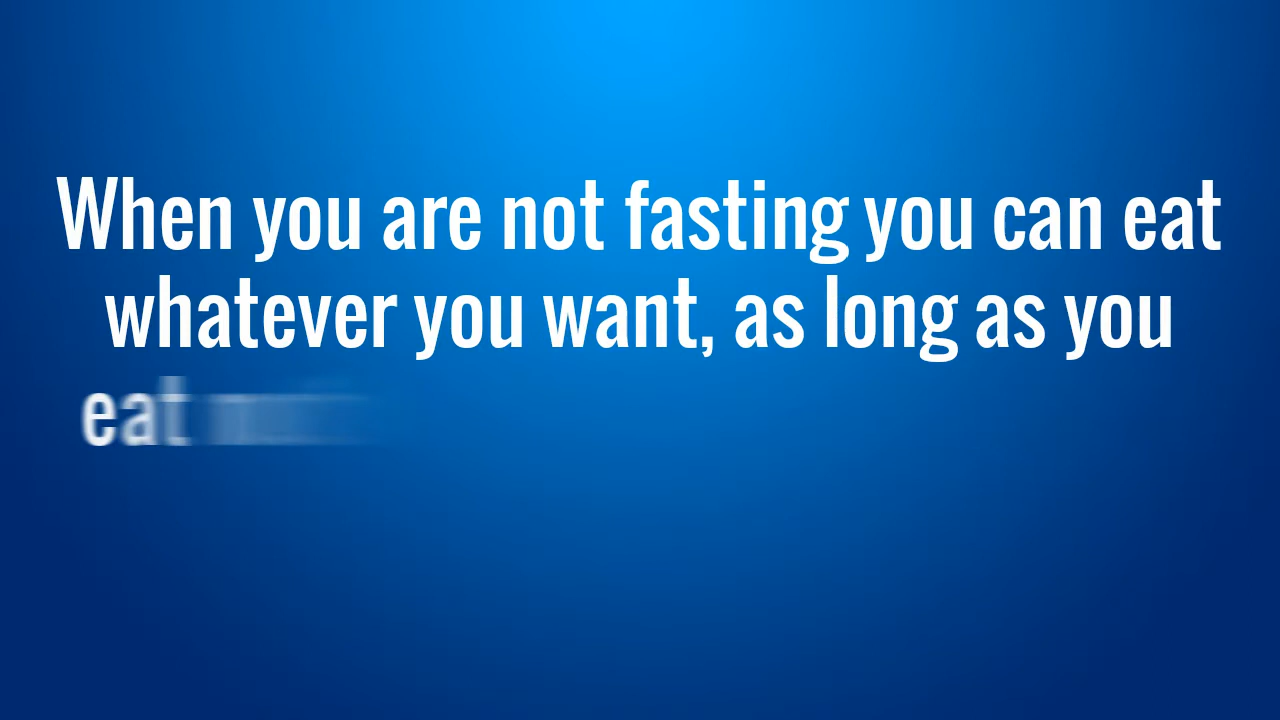 When you are not fasting you can eat
whatever you want, as long as you
eat